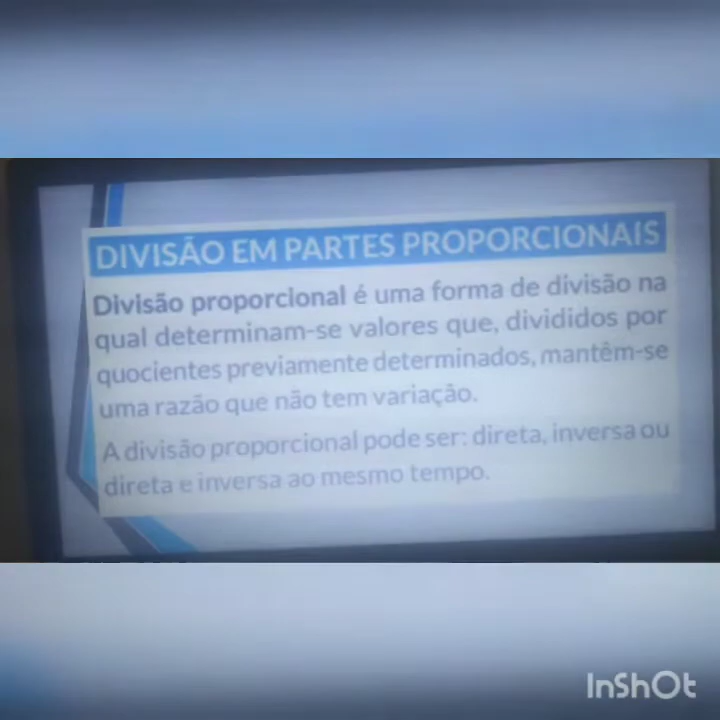 DIVISÃO EM PARTES PROPORCIONAIS
Divisão proporcional é uma forma de divisão na
qual determinam-se valores que, divididos por
quocientes previamente determinados, mantêm-se
uma razão que não tem variação.
A divisão proporcional pode ser: direta, inversa ou
direta e inversa ao mesmo tempo.
InShOt